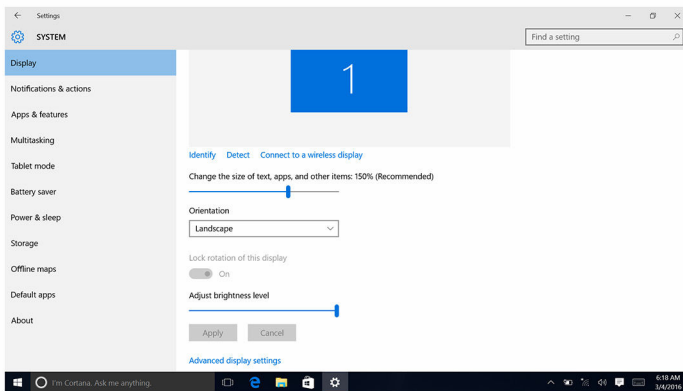 Settings
SYSTEM
Find a setting
Display
Notifications & actions
Apps & features
Multitasking
Tablet mode
Battery saver
Power & sleep
Storage
Offline maps
Default apps
About
1
Identify Detect Connect to a wireless display
Change the size of text, apps, and other items: 150% (Recommended)
Orientation
Landscape
Lock rotation of this display
On
Adjust brightness level
Apply Cancel
Advanced display settings
I'm Cortana. Ask me anything.
6:18 AM
3/4/2016